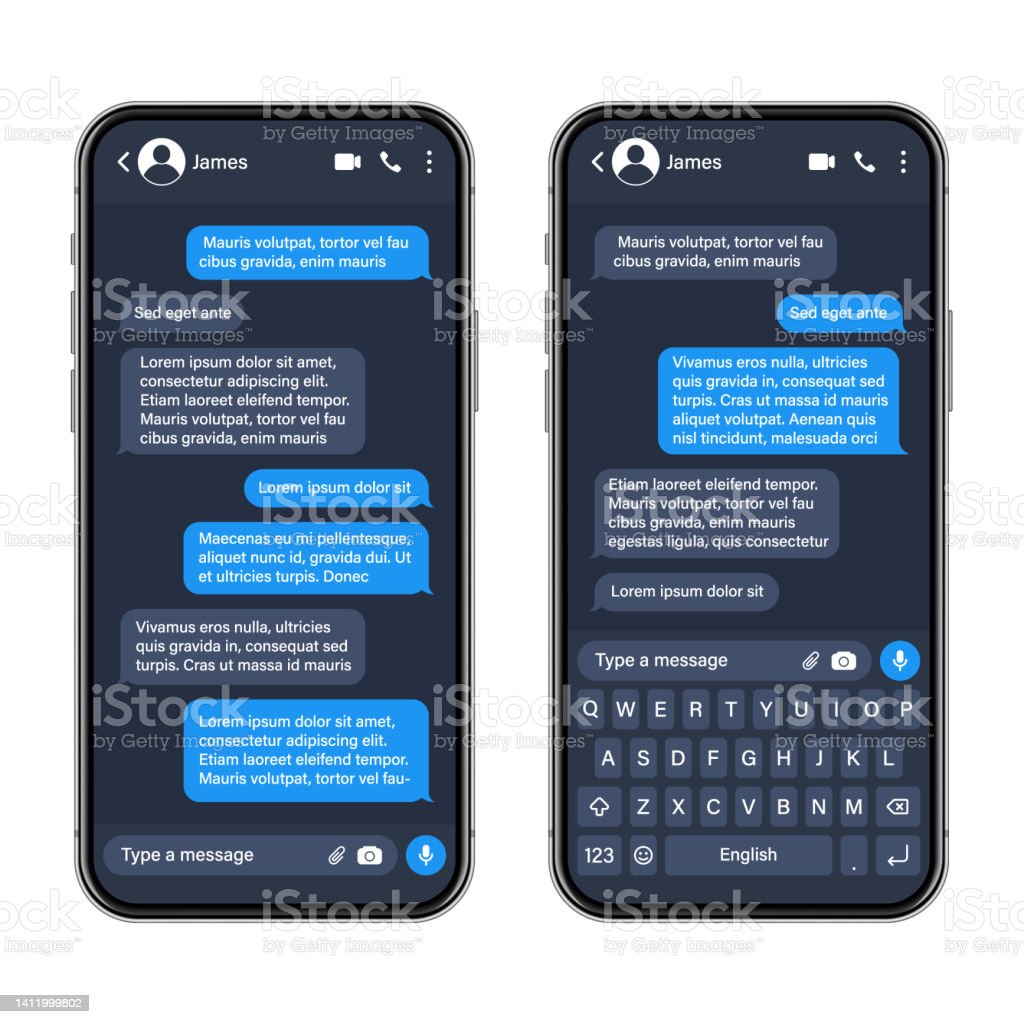 James
Mauris volutpat, tortor vel fau
cibus gravida, enim mauris
Sed eget ante
Lorem ipsum dolor sit amet,
consectetur adipiscing elit.
Etiam laoreet eleifend tempor.
Mauris volutpat, tortor vel fau
cibus gravida, enim mauris
Lorem ipsum dolor sit
Maecenas eu mi pellentesque,
aliquet nunc id, gravida dui. Ut
et ultricies turpis. Donec
Vivamus eros nulla, ultricies
quis gravida in, consequat sed
turpis. Cras ut massa id mauris
Lorem ipsum dolor sit amet,
consectetur adipiscing elit.
Etiam laoreet eleifend tempor.
Mauris volutpat, tortor vel fau-
Type a message
James
Mauris volutpat, tortor vel fau
cibus gravida, enim mauris
Sed eget ante
Vivamus eros nulla, ultricies
quis gravida in, consequat sed
turpis. Cras ut massa id mauris
aliquet volutpat. Aenean quis
nisl tincidunt, malesuada orci
Etiam laoreet eleifend tempor.
Mauris volutpat, tortor vel fau
cibus gravida, enim mauris
egestas ligula, quis consectetur
Lorem ipsum dolor sit
Type a message
Q W E R T Y U I O P
A S D F G H J K L
Z X C V B N M
123 English .
iStock
by Getty Images™
iStock
Credit: Vector
1411999802